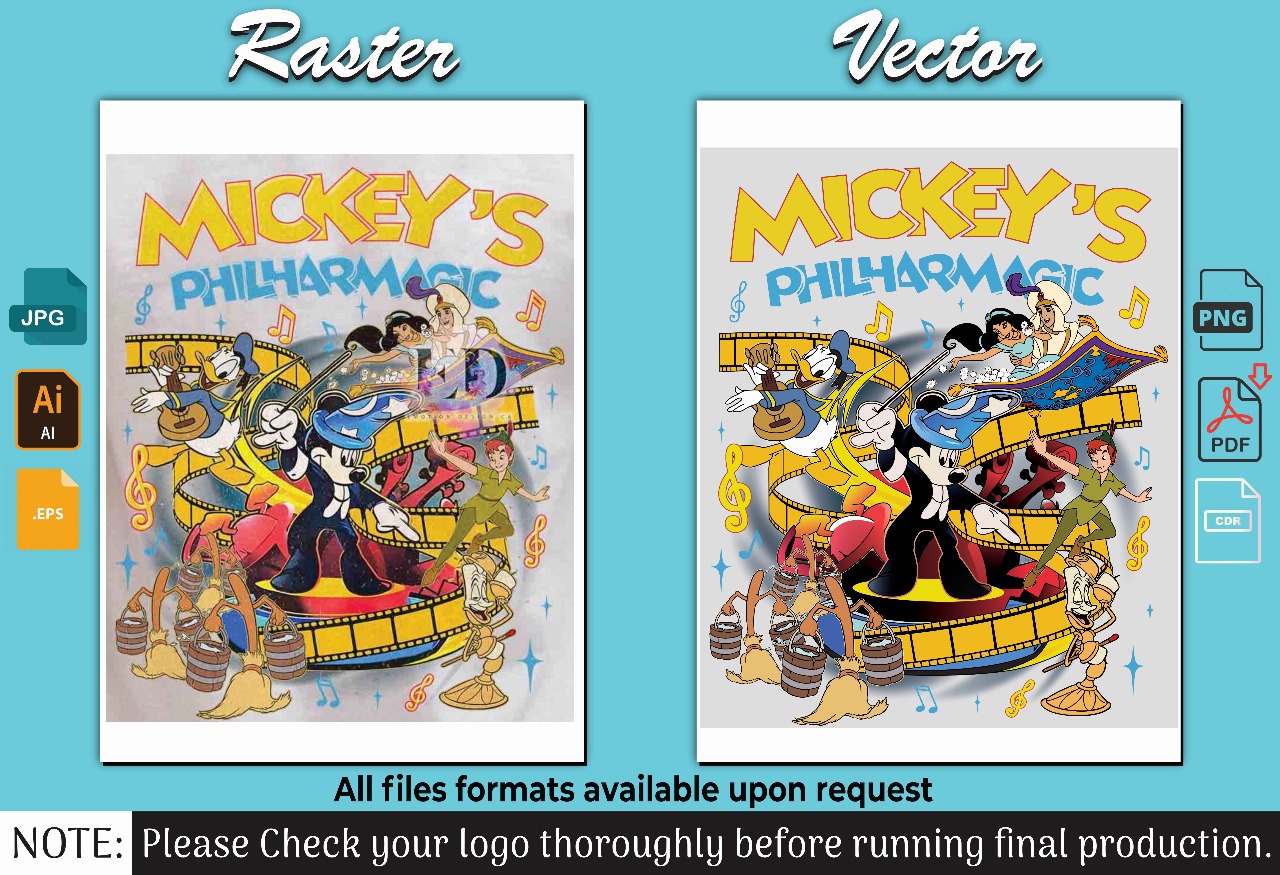 Raster
Vector
MICKEY'S
PHILHARMAGIC
MICKEY'S
PHILHARMAGIC
JPG
Ai
AI
.EPS
PNG
PDF
CDR
All files formats available upon request
NOTE: Please Check your logo thoroughly before running final production.